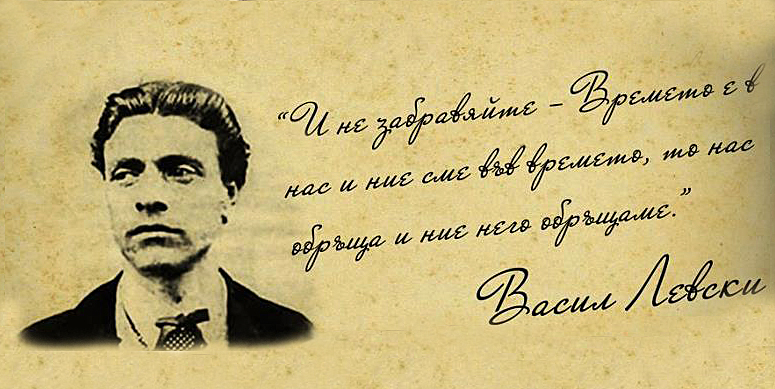 “И не забравяйте – Времето е в
нас и ние сме във времето, то нас
обръща и ние него обръщаме.”
Васил Левски